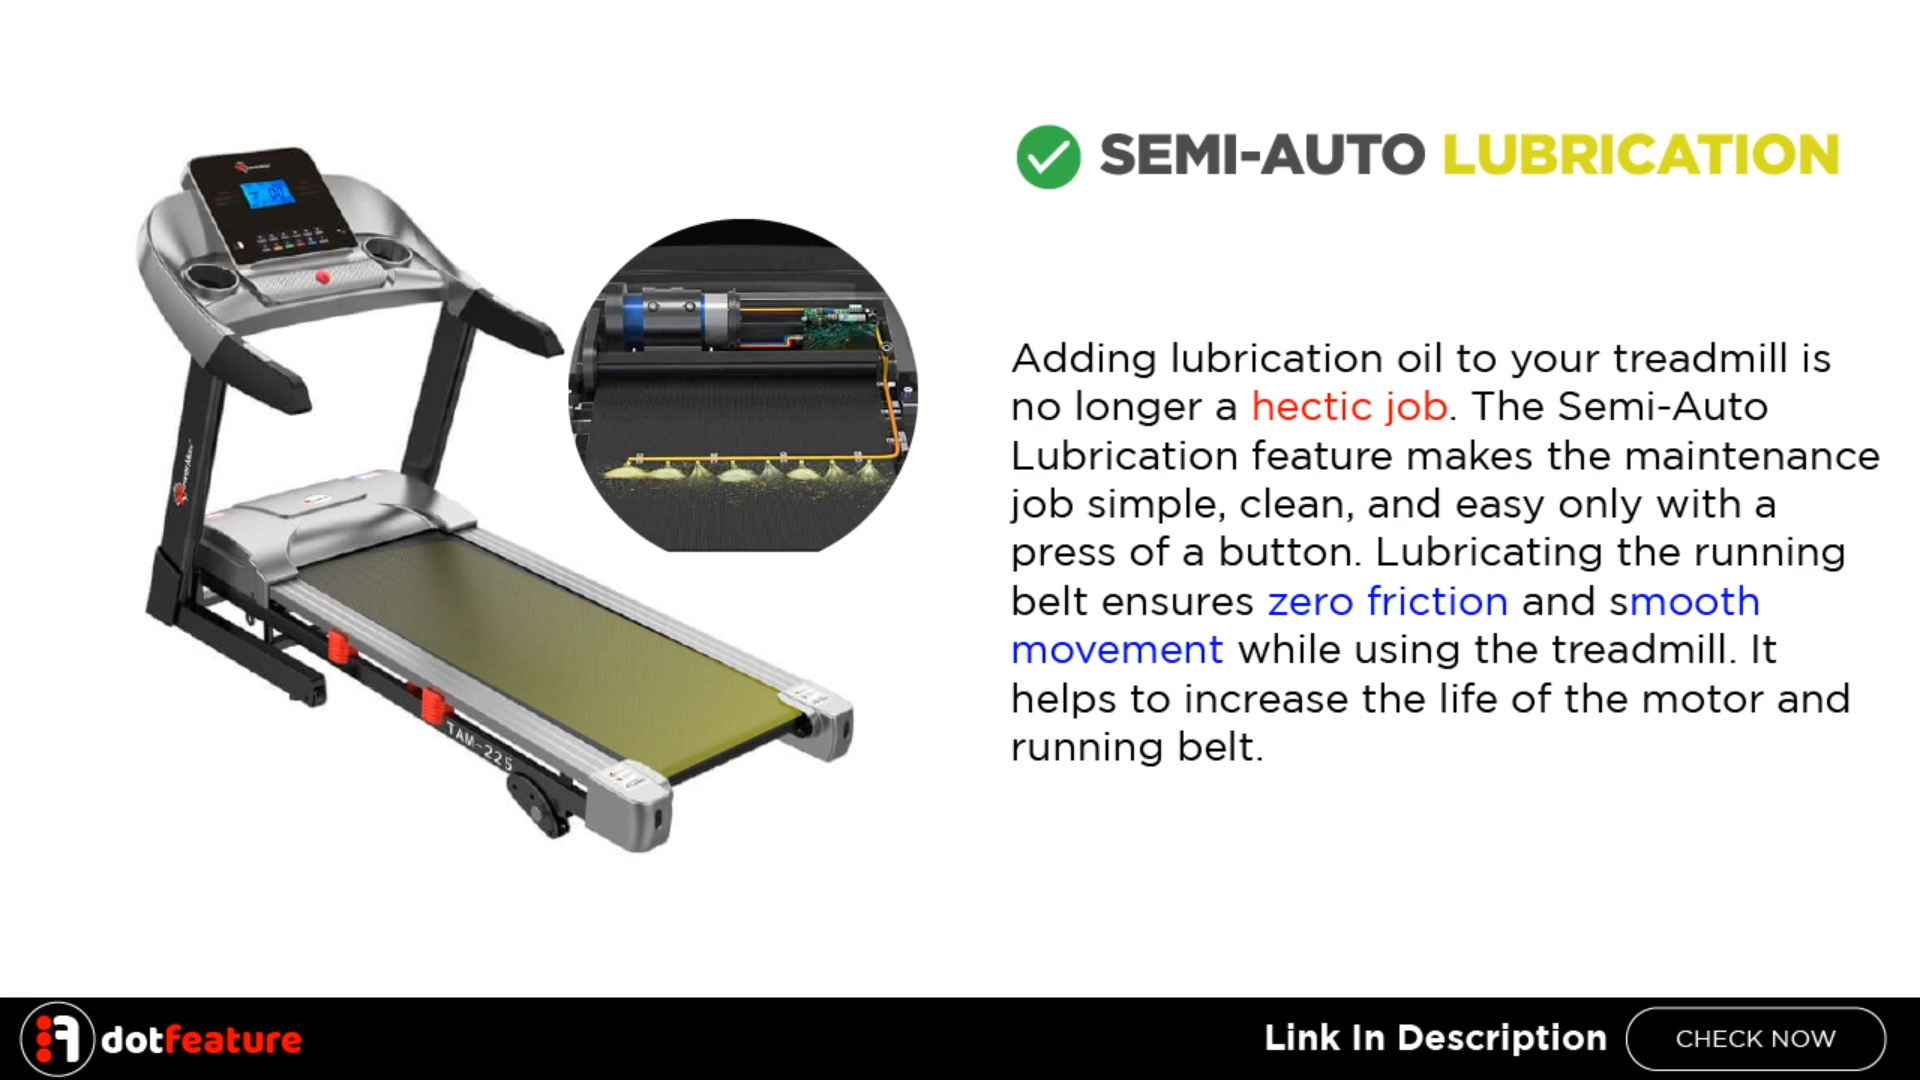 SEMI-AUTO LUBRICATION
Adding lubrication oil to your treadmill is
no longer a hectic job. The Semi-Auto
Lubrication feature makes the maintenance
job simple, clean, and easy only with a
press of a button. Lubricating the running
belt ensures zero friction and smooth
movement while using the treadmill. It
helps to increase the life of the motor and
running belt.
TAM-225
dotfeature
Link In Description
CHECK NOW